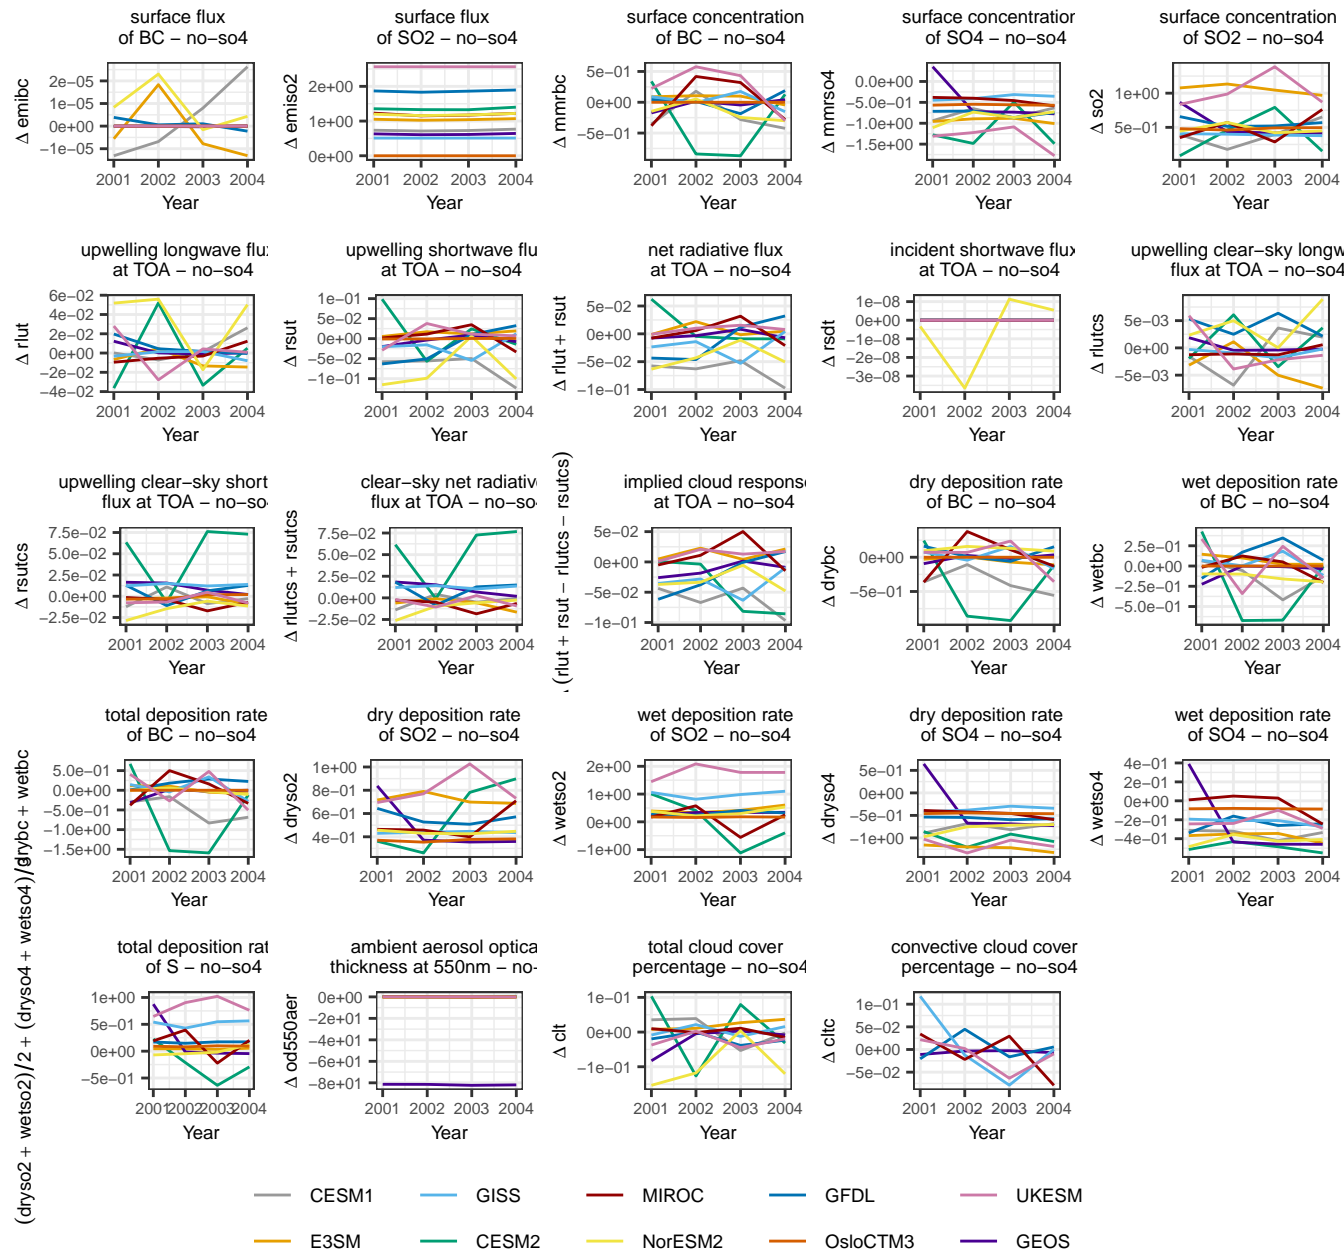 surface flux
of BC − no−so4
surface flux
of SO2 − no−so4
surface concentration
of BC − no−so4
surface concentration
of SO4 − no−so4
surface concentration
of SO2 − no−so4
Δ emibc
2e−05
1e−05
0e+00
−1e−05
2001 2002 2003 2004
Year
Δ emiso2
2e+00
1e+00
0e+00
2001 2002 2003 2004
Year
Δ mmrbc
5e−01
0e+00
−5e−01
2001 2002 2003 2004
Year
Δ mmrso4
0.0e+00
−5.0e−01
−1.0e+00
−1.5e+00
2001 2002 2003 2004
Year
Δ so2
1e+00
5e−01
2001 2002 2003 2004
Year
upwelling longwave flux
at TOA − no−so4
upwelling shortwave flu
at TOA − no−so4
net radiative flux
at TOA − no−so4
incident shortwave flux
at TOA − no−so4
upwelling clear−sky longw
flux at TOA − no−so4
Δ rlut
6e−02
4e−02
2e−02
0e+00
−2e−02
−4e−02
2001 2002 2003 2004
Year
Δ rsut
1e−01
5e−02
0e+00
−5e−02
−1e−01
2001 2002 2003 2004
Year
Δ rlut + rsut
5e−02
0e+00
−5e−02
−1e−01
2001 2002 2003 2004
Year
Δ rsdt
1e−08
0e+00
−1e−08
−2e−08
−3e−08
2001 2002 2003 2004
Year
Δ rlutcs
5e−03
0e+00
−5e−03
2001 2002 2003 2004
Year
upwelling clear−sky short
flux at TOA − no−so4
clear−sky net radiative
flux at TOA − no−so4
implied cloud response
at TOA − no−so4
dry deposition rate
of BC − no−so4
wet deposition rate
of BC − no−so4
Δ rsutcs
7.5e−02
5.0e−02
2.5e−02
0.0e+00
−2.5e−02
2001 2002 2003 2004
Year
Δ rlutcs + rsutcs
7.5e−02
5.0e−02
2.5e−02
0.0e+00
−2.5e−02
2001 2002 2003 2004
Year
(rlut + rsut − rlutcs − rsutcs)
5e−02
0e+00
−5e−02
−1e−01
2001 2002 2003 2004
Year
Δ drybc
0e+00
−5e−01
2001 2002 2003 2004
Year
Δ wetbc
2.5e−01
0.0e+00
−2.5e−01
−5.0e−01
2001 2002 2003 2004
Year
total deposition rate
of BC − no−so4
dry deposition rate
of SO2 − no−so4
wet deposition rate
of SO2 − no−so4
dry deposition rate
of SO4 − no−so4
wet deposition rate
of SO4 − no−so4
drybc + wetbc
5.0e−01
0.0e+00
−5.0e−01
−1.0e+00
−1.5e+00
2001 2002 2003 2004
Year
Δ dryso2
1e+00
8e−01
6e−01
4e−01
2001 2002 2003 2004
Year
Δ wetso2
2e+00
1e+00
0e+00
−1e+00
2001 2002 2003 2004
Year
Δ dryso4
5e−01
0e+00
−5e−01
−1e+00
2001 2002 2003 2004
Year
Δ wetso4
4e−01
2e−01
0e+00
−2e−01
−4e−01
2001 2002 2003 2004
Year
total deposition rat
of S − no−so4
ambient aerosol optica
thickness at 550nm − no−
total cloud cover
percentage − no−so4
convective cloud cover
percentage − no−so4
(dryso2 + wetso2)/2 + (dryso4 + wetso4)/3
1e+00
5e−01
0e+00
−5e−01
2001 2002 2003 2004
Year
Δ od550aer
0e+00
−2e+01
−4e+01
−6e+01
−8e+01
2001 2002 2003 2004
Year
Δ clt
1e−01
0e+00
−1e−01
2001 2002 2003 2004
Year
Δ cltc
1e−01
5e−02
0e+00
−5e−02
2001 2002 2003 2004
Year
CESM1 GISS MIROC GFDL UKESM
E3SM CESM2 NorESM2 OsloCTM3 GEOS